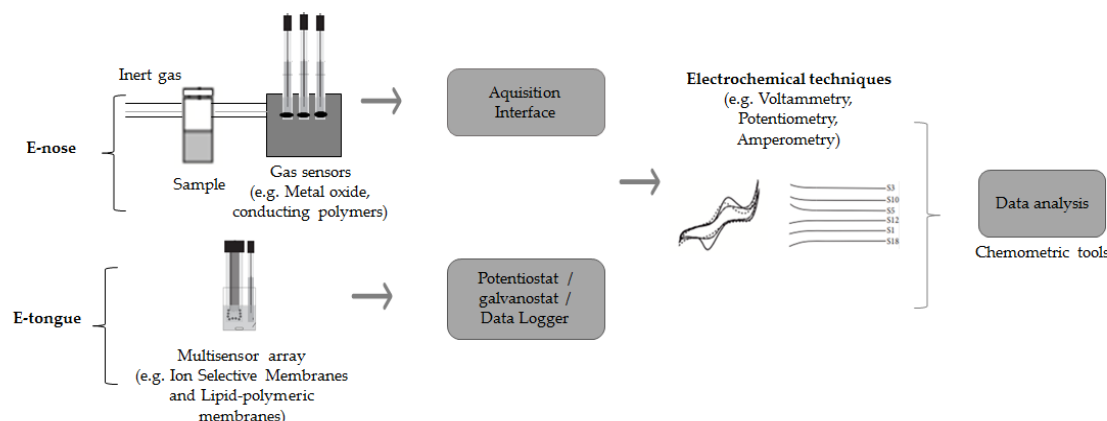 Inert gas
E-nose
Sample
Gas sensors
(e.g. Metal oxide,
conducting polymers)
Aquisition
Interface
E-tongue
Multisensor array
(e.g. Ion Selective Membranes
and Lipid-polymeric
membranes)
Potentiostat /
galvanostat /
Data Logger
Electrochemical techniques
(e.g. Voltammetry,
Potentiometry,
Amperometry)
S3
S10
S5
S12
S1
S18
Data analysis
Chemometric tools